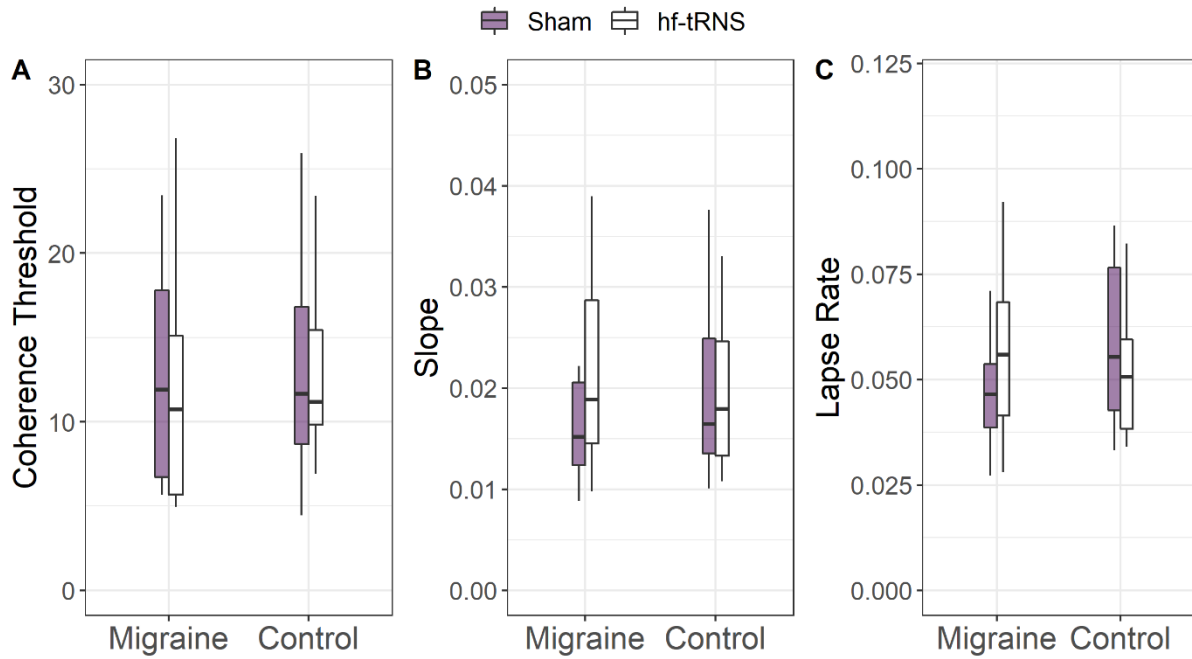 Sham hf-tRNS
A
Coherence Threshold
30
20
10
0
Migraine Control
B
Slope
0.05
0.04
0.03
0.02
0.01
0.00
Migraine Control
C
Lapse Rate
0.125
0.100
0.075
0.050
0.025
0.000
Migraine Control